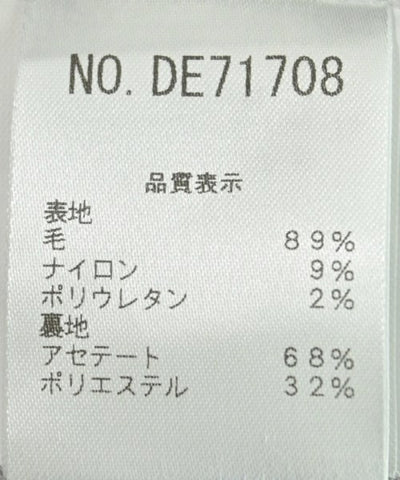 NO. DE71708
品質表示
表地
毛 89%
ナイロン 9%
ポリウレタン 2%
裏地
アセテート 68%
ポリエステル 32%